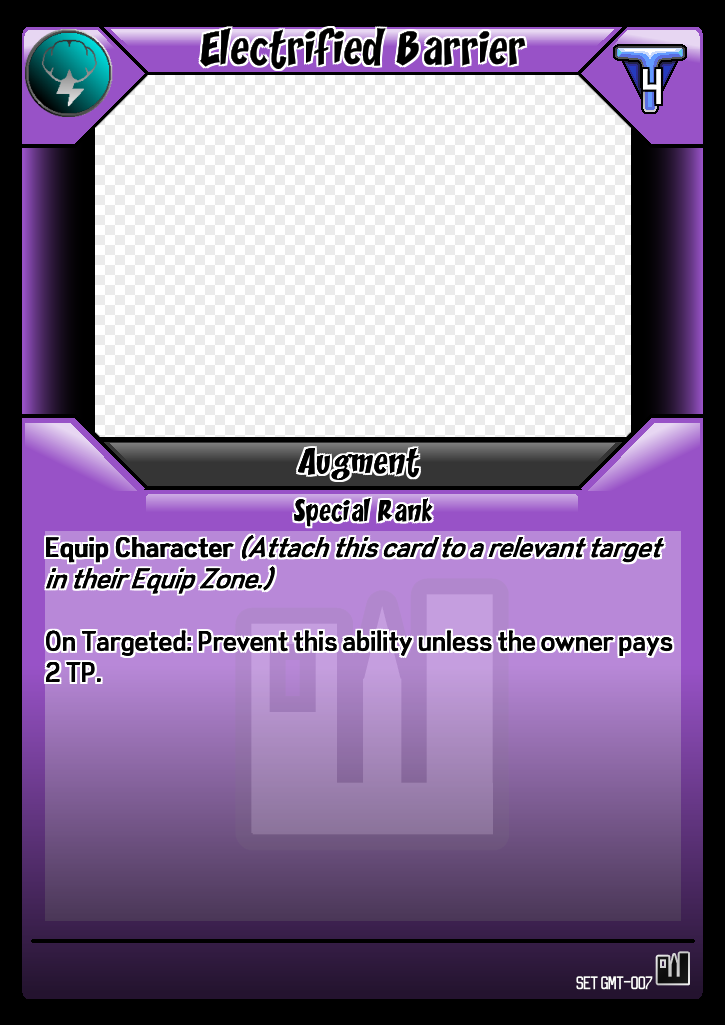 Electrified Barrier
4
Augment
Special Rank
Equip Character (Attach this card to a relevant target
in their Equip Zone.)
On Targeted: Prevent this ability unless the owner pays
2 TP.
SET GMT-007